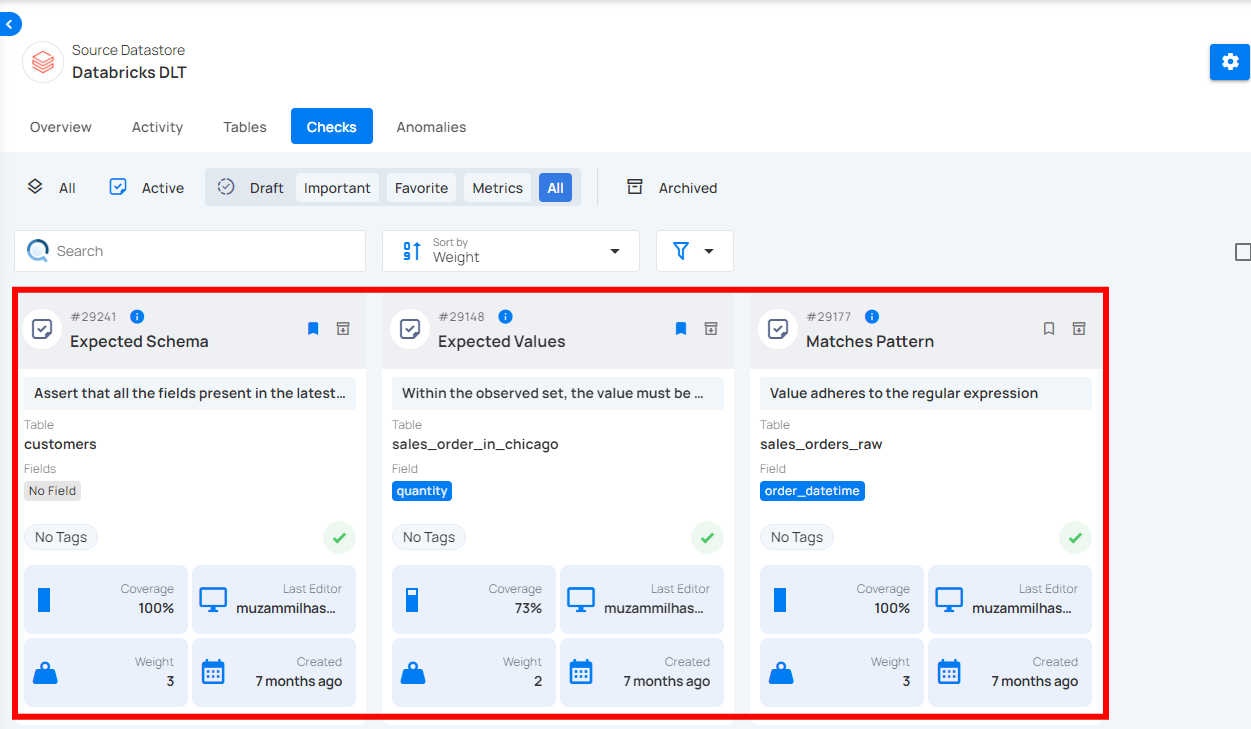 Source Datastore
Databricks DLT
Overview Activity Tables Checks Anomalies
All Active Draft Important Favorite Metrics All Archived
Search
Sort by
Weight
#29241
Expected Schema
Assert that all the fields present in the latest...
Table
customers
Fields
No Field
No Tags
Coverage
100%
Last Editor
muzammilhas...
Weight
3
Created
7 months ago
#29148
Expected Values
Within the observed set, the value must be ...
Table
sales_order_in_chicago
Field
quantity
No Tags
Coverage
73%
Last Editor
muzammilhas...
Weight
2
Created
7 months ago
#29177
Matches Pattern
Value adheres to the regular expression
Table
sales_orders_raw
Field
order_datetime
No Tags
Coverage
100%
Last Editor
muzammilhas...
Weight
3
Created
7 months ago